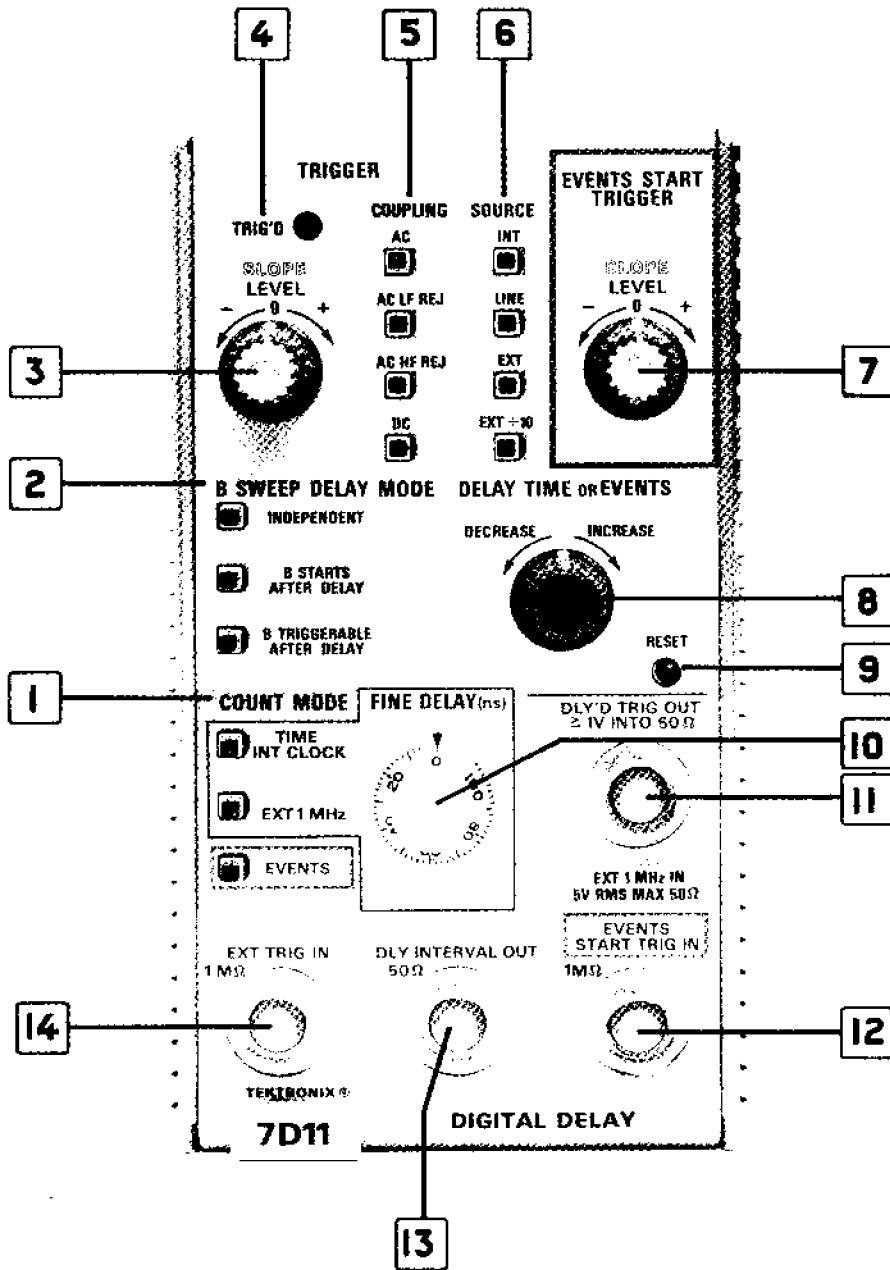 4 5 6
TRIGGER
TRIG'D
COUPLING
SOURCE
EVENTS START
TRIGGER
AC
INT
SLOPE
LEVEL
- 0 +
SLOPE
LEVEL
- 0 +
AC LF REJ
LINE
3
AC HF REJ
EXT
7
DC
EXT ÷10
2
B SWEEP DELAY MODE
DELAY TIME OR EVENTS
INDEPENDENT
DECREASE
INCREASE
B STARTS
AFTER DELAY
8
B TRIGGERABLE
AFTER DELAY
RESET
9
1
COUNT MODE
FINE DELAY (ns)
DLY'D TRIG OUT
≥ 1V INTO 50Ω
TIME
INT CLOCK
0
20
80
10
11
EXT 1 MHz
EVENTS
EXT 1 MHz IN
5V RMS MAX 50Ω
EVENTS
START TRIG IN
EXT TRIG IN
1MΩ
DLY INTERVAL OUT
50Ω
1MΩ
14
12
TEKTRONIX ®
7D11
DIGITAL DELAY
13